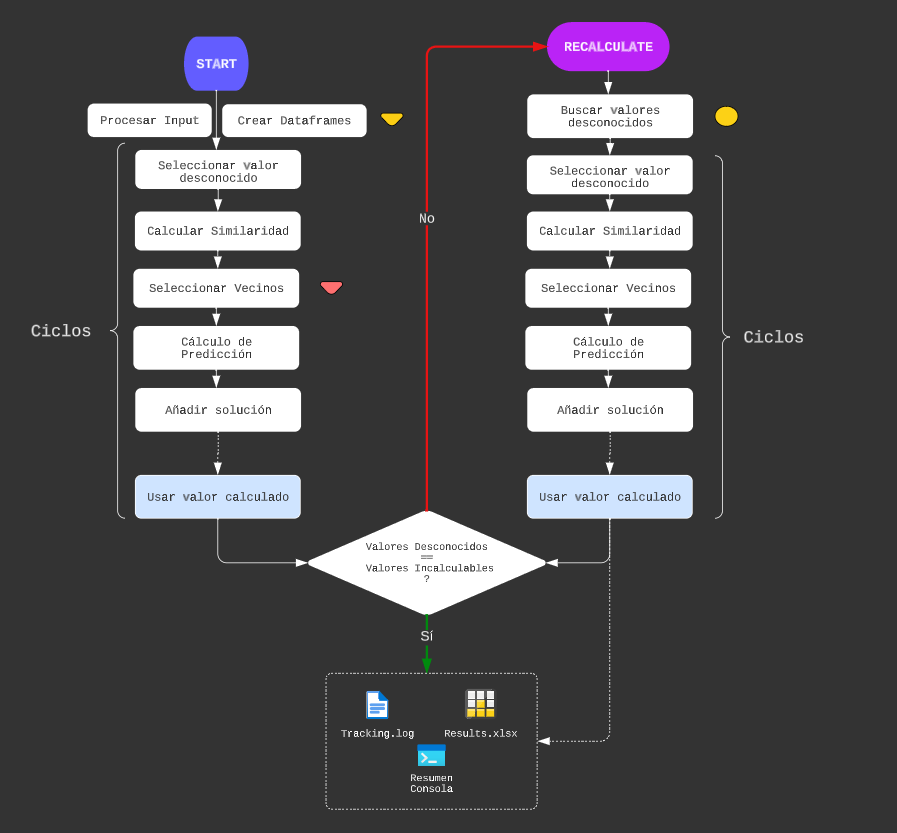 START
Procesar Input
Crear Dataframes
Seleccionar valor
desconocido
Calcular Similaridad
Seleccionar Vecinos
Ciclos
Cálculo de
Predicción
Añadir solución
Usar valor calculado
No
RECALCULATE
Buscar valores
desconocidos
Seleccionar valor
desconocido
Calcular Similaridad
Seleccionar Vecinos
Ciclos
Cálculo de
Predicción
Añadir solución
Usar valor calculado
Valores Desconocidos
==
Valores Incalculables
?
Sí
Tracking.log
Results.xlsx
Resumen
Consola